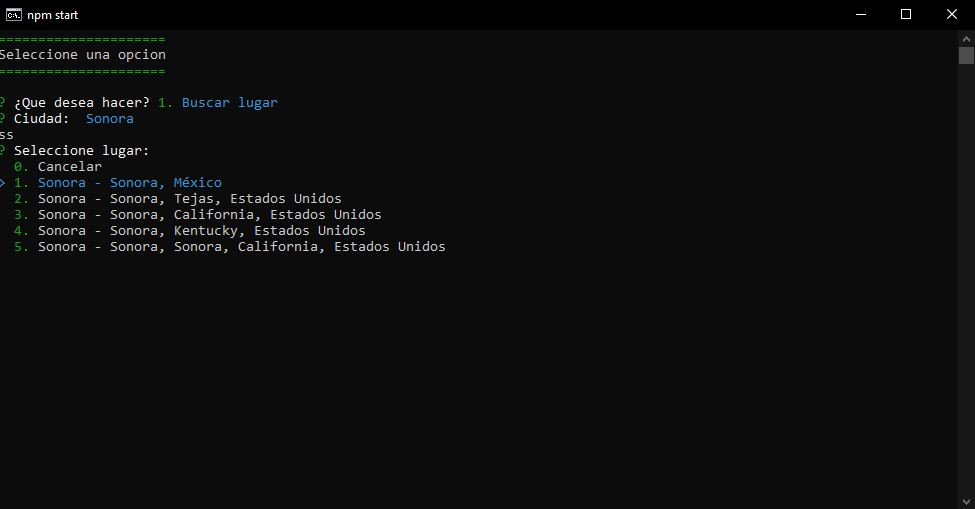 npm start
=====================
Seleccione una opcion
=====================
? ¿Que desea hacer? 1. Buscar lugar
? Ciudad: Sonora
ss
? Seleccione lugar:
0. Cancelar
> 1. Sonora - Sonora, México
2. Sonora - Sonora, Tejas, Estados Unidos
3. Sonora - Sonora, California, Estados Unidos
4. Sonora - Sonora, Kentucky, Estados Unidos
5. Sonora - Sonora, Sonora, California, Estados Unidos